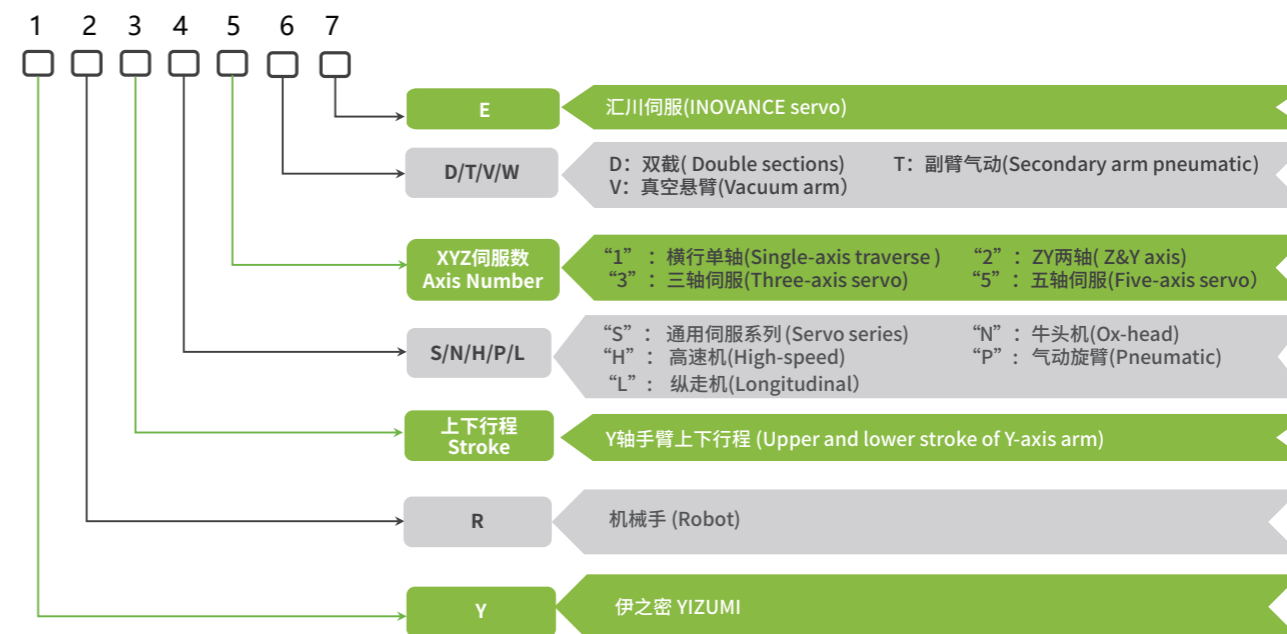 1 2 3 4 5 6 7
E
汇川伺服(INOVANCE servo)
D/T/V/W
D：双截( Double sections) T：副臂气动(Secondary arm pneumatic)
V：真空悬臂(Vacuum arm）
XYZ伺服数
Axis Number
“1”：横行单轴(Single-axis traverse ) “2”：ZY两轴( Z&Y axis)
“3”：三轴伺服(Three-axis servo) “5”：五轴伺服(Five-axis servo）
S/N/H/P/L
“S”：通用伺服系列(Servo series) “N”：牛头机(Ox-head)
“H”：高速机(High-speed) “P”：气动旋臂(Pneumatic)
“L”：纵走机(Longitudinal）
上下行程
Stroke
Y轴手臂上下行程 (Upper and lower stroke of Y-axis arm)
R
机械手 (Robot)
Y
伊之密 YIZUMI